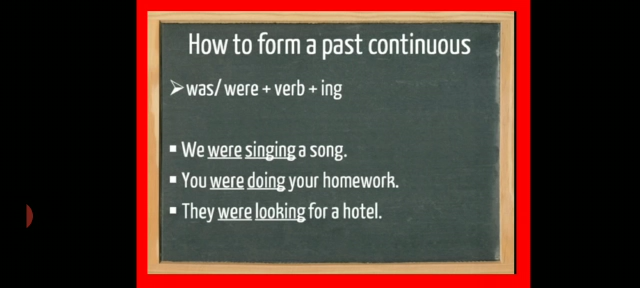 How to form a past continuous
➢was/ were + verb + ing
▪ We were singing a song.
▪ You were doing your homework.
▪ They were looking for a hotel.